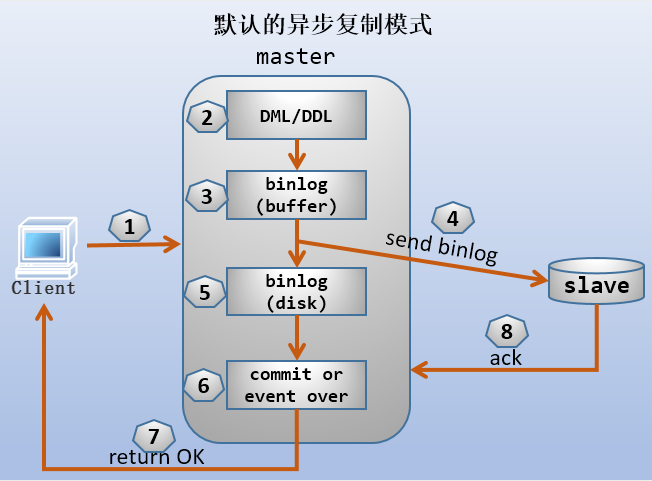 默认的异步复制模式
master
2
DML/DDL
3
binlog
(buffer)
1
4
send binlog
Client
5
binlog
(disk)
slave
8
ack
6
commit or
event over
7
return OK